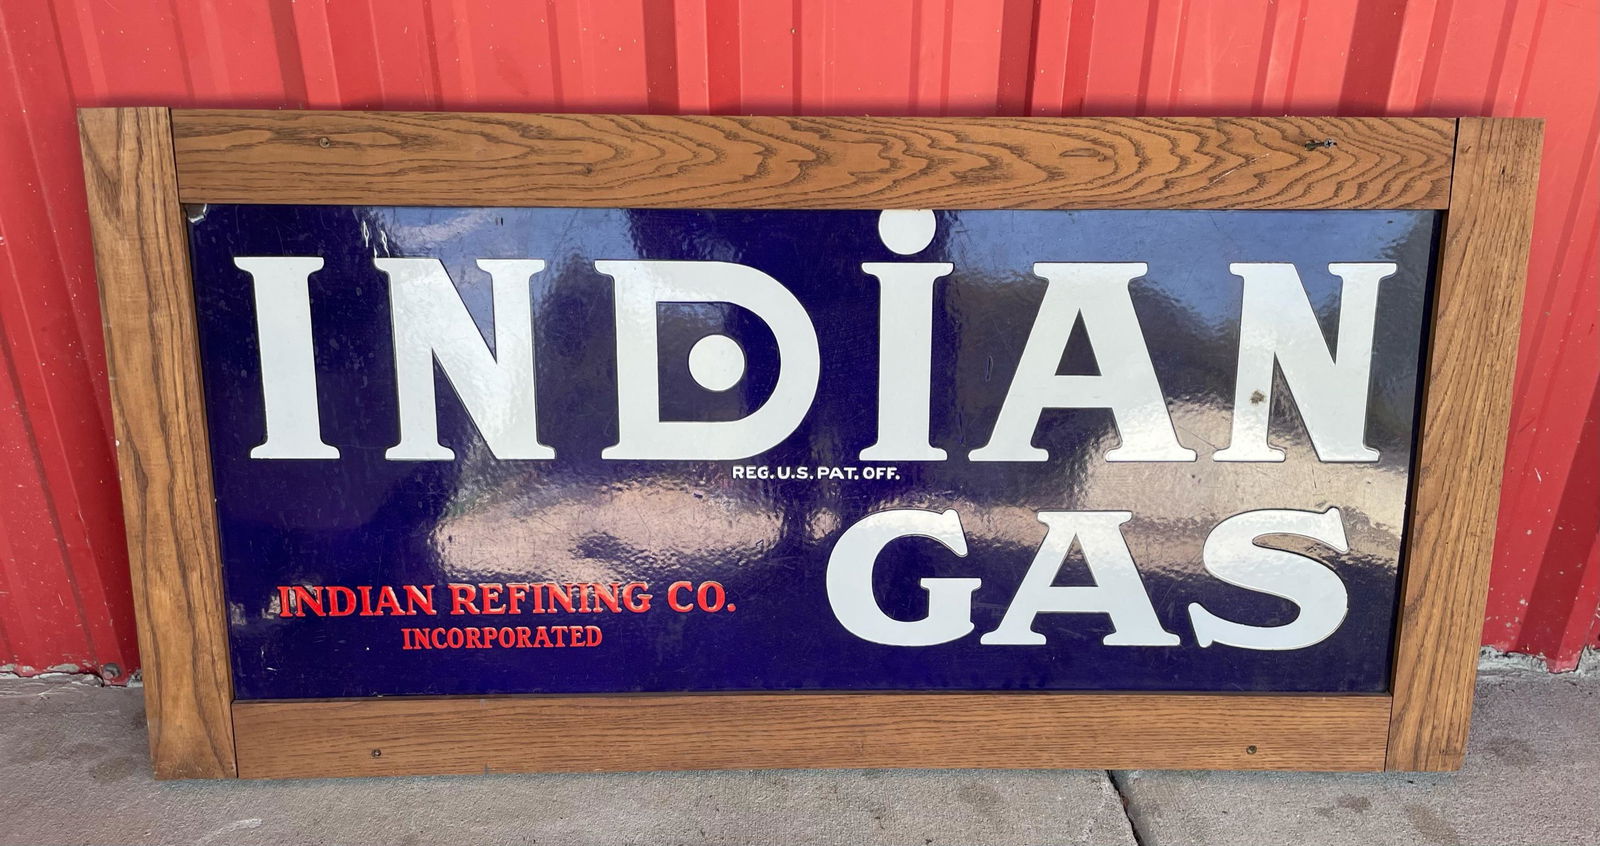 INDiAN
REG. U.S. PAT. OFF.
GAS
INDIAN REFINING CO.
INCORPORATED